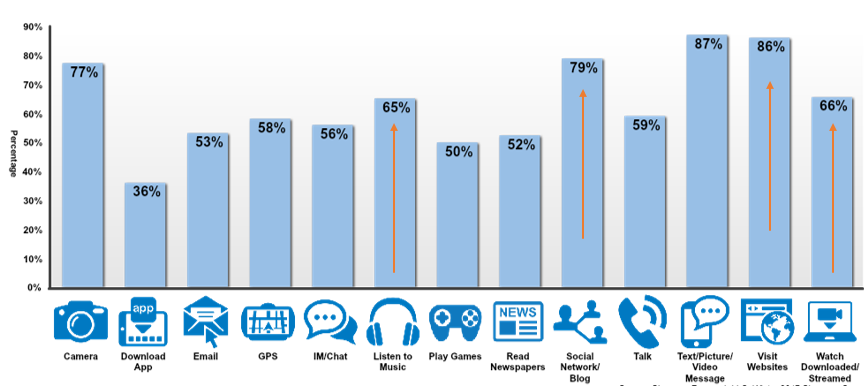 90%
80%
70%
60%
50%
40%
30%
20%
10%
0%
Percentage
77%
36%
53%
58%
56%
65%
50%
52%
79%
59%
87%
86%
66%
app
NEWS
Camera
Download
App
Email
GPS
IM/Chat
Listen to
Music
Play Games
Read
Newspapers
Social
Network/
Blog
Talk
Text/Picture/
Video
Message
Visit
Websites
Watch
Downloaded/
Streamed